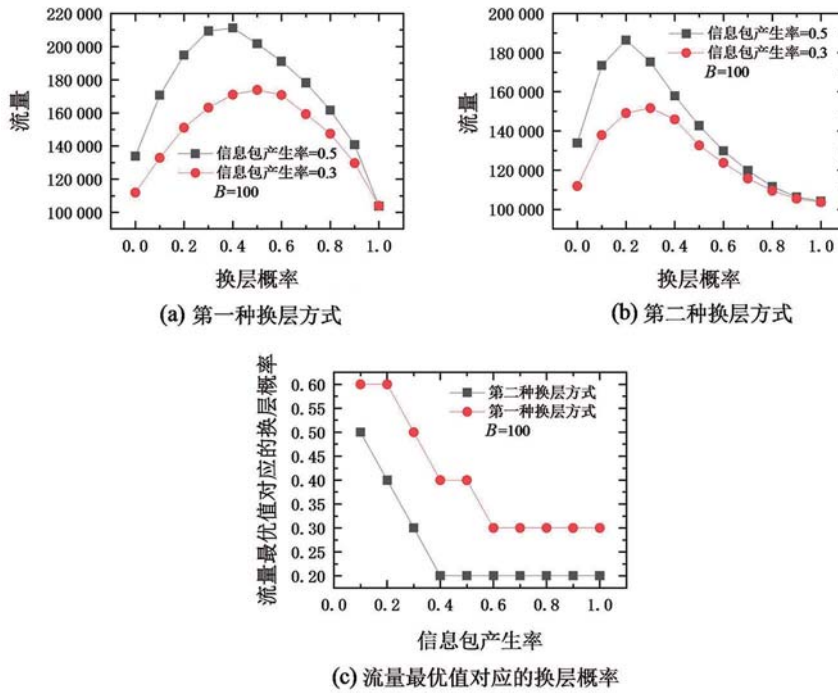 流量
220 000
200 000
180 000
160 000
140 000
120 000
100 000
信息包产生率=0.5
信息包产生率=0.3
B=100
0.0 0.2 0.4 0.6 0.8 1.0
换层概率
(a) 第一种换层方式
流量
200 000
180 000
160 000
140 000
120 000
100 000
信息包产生率=0.5
信息包产生率=0.3
B=100
0.0 0.2 0.4 0.6 0.8 1.0
换层概率
(b) 第二种换层方式
流量最优值对应的换层概率
0.60
0.55
0.50
0.45
0.40
0.35
0.30
0.25
0.20
第二种换层方式
第一种换层方式
B=100
0.0 0.2 0.4 0.6 0.8 1.0
信息包产生率
(c) 流量最优值对应的换层概率